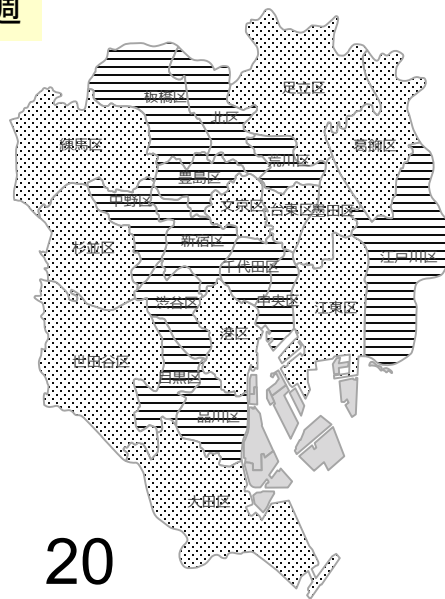 週
足立区
板橋区
北区
練馬区
葛飾区
荒川区
豊島区
中野区
文京区
台東区
墨田区
杉並区
新宿区
千代田区
江戸川区
渋谷区
中央区
江東区
港区
世田谷区
目黒区
品川区
大田区
20